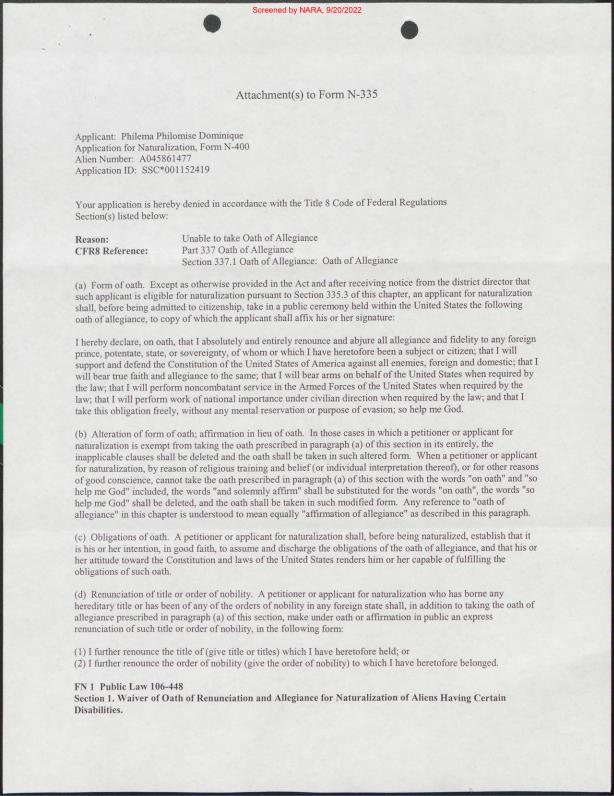 Screened by NARA, 9/20/2022
Attachment(s) to Form N-335
Applicant: Philema Philomise Dominique
Application for Naturalization, Form N-400
Alien Number: A045861477
Application ID: SSC*001152419
Your application is hereby denied in accordance with the Title 8 Code of Federal Regulations
Section(s) listed below:
Reason: Unable to take Oath of Allegiance
CFR8 Reference: Part 337 Oath of Allegiance
Section 337.1 Oath of Allegiance: Oath of Allegiance
(a) Form of oath. Except as otherwise provided in the Act and after receiving notice from the district director that
such applicant is eligible for naturalization pursuant to Section 335.3 of this chapter, an applicant for naturalization
shall, before being admitted to citizenship, take in a public ceremony held within the United States the following
oath of allegiance, to copy of which the applicant shall affix his or her signature:
I hereby declare, on oath, that I absolutely and entirely renounce and abjure all allegiance and fidelity to any foreign
prince, potentate, state, or sovereignty, of whom or which I have heretofore been a subject or citizen; that I will
support and defend the Constitution of the United States of America against all enemies, foreign and domestic; that I
will bear true faith and allegiance to the same; that I will bear arms on behalf of the United States when required by
the law; that I will perform noncombatant service in the Armed Forces of the United States when required by the
law; that I will perform work of national importance under civilian direction when required by the law; and that I
take this obligation freely, without any mental reservation or purpose of evasion; so help me God.
(b) Alteration of form of oath; affirmation in lieu of oath. In those cases in which a petitioner or applicant for
naturalization is exempt from taking the oath prescribed in paragraph (a) of this section in its entirely, the
inapplicable clauses shall be deleted and the oath shall be taken in such altered form. When a petitioner or applicant
for naturalization, by reason of religious training and belief (or individual interpretation thereof), or for other reasons
of good conscience, cannot take the oath prescribed in paragraph (a) of this section with the words "on oath" and "so
help me God" included, the words "and solemnly affirm" shall be substituted for the words "on oath", the words "so
help me God" shall be deleted, and the oath shall be taken in such modified form. Any reference to "oath of
allegiance" in this chapter is understood to mean equally "affirmation of allegiance" as described in this paragraph.
(c) Obligations of oath. A petitioner or applicant for naturalization shall, before being naturalized, establish that it
is his or her intention, in good faith, to assume and discharge the obligations of the oath of allegiance, and that his or
her attitude toward the Constitution and laws of the United States renders him or her capable of fulfilling the
obligations of such oath.
(d) Renunciation of title or order of nobility. A petitioner or applicant for naturalization who has borne any
hereditary title or has been of any of the orders of nobility in any foreign state shall, in addition to taking the oath of
allegiance prescribed in paragraph (a) of this section, make under oath or affirmation in public an express
renunciation of such title or order of nobility, in the following form:
(1) I further renounce the title of (give title or titles) which I have heretofore held; or
(2) I further renounce the order of nobility (give the order of nobility) to which I have heretofore belonged.
FN 1 Public Law 106-448
Section 1. Waiver of Oath of Renunciation and Allegiance for Naturalization of Aliens Having Certain
Disabilities.